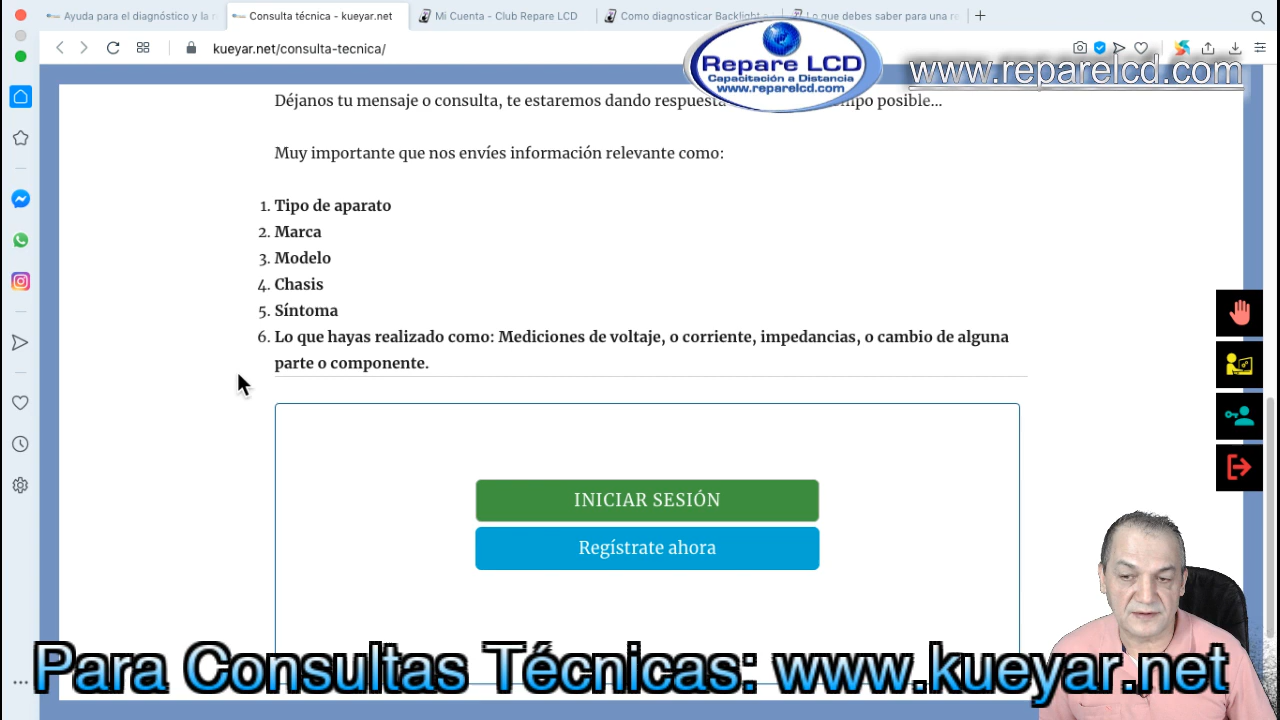 Ayuda para el diagnóstico y la r
Consulta técnica - kueyar.net
Mi Cuenta - Club Repare LCD
Como diagnosticar Backlight
Lo que debes saber para una re
kueyar.net/consulta-tecnica/
Repare LCD
Capacitación a Distancia
www.reparelcd.com
www.reparelcd.com
Déjanos tu mensaje o consulta, te estaremos dando respuesta posible...
Muy importante que nos envíes información relevante como:
1. Tipo de aparato
2. Marca
3. Modelo
4. Chasis
5. Síntoma
6. Lo que hayas realizado como: Mediciones de voltaje, o corriente, impedancias, o cambio de alguna
parte o componente.
INICIAR SESIÓN
Regístrate ahora
Para Consultas Técnicas: www.kueyar.net